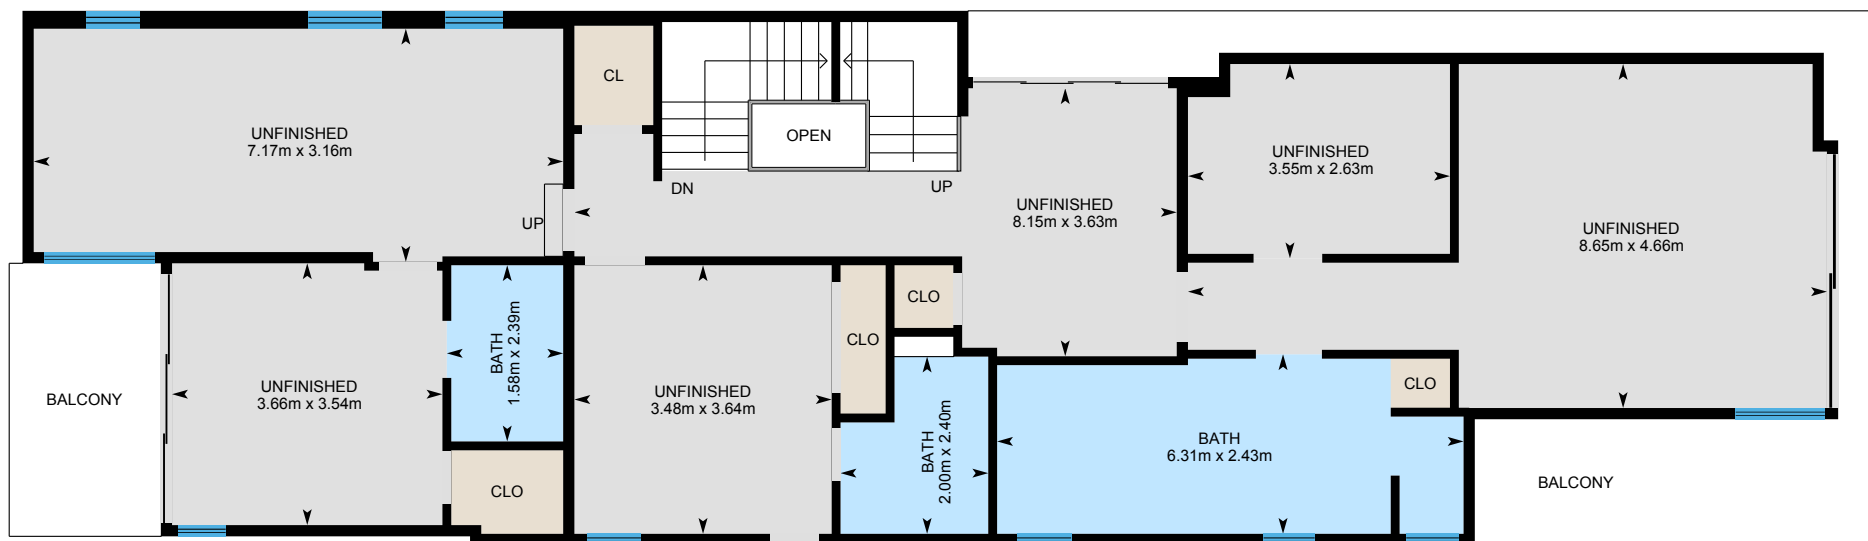 CL
UNFINISHED
7.17m x 3.16m
OPEN
UNFINISHED
3.55m x 2.63m
DN
UP
UP
UNFINISHED
8.15m x 3.63m
UNFINISHED
8.65m x 4.66m
CLO
CLO
BATH
1.58m x 2.39m
BALCONY
UNFINISHED
3.66m x 3.54m
UNFINISHED
3.48m x 3.64m
CLO
BATH
2.00m x 2.40m
BATH
6.31m x 2.43m
CLO
BALCONY